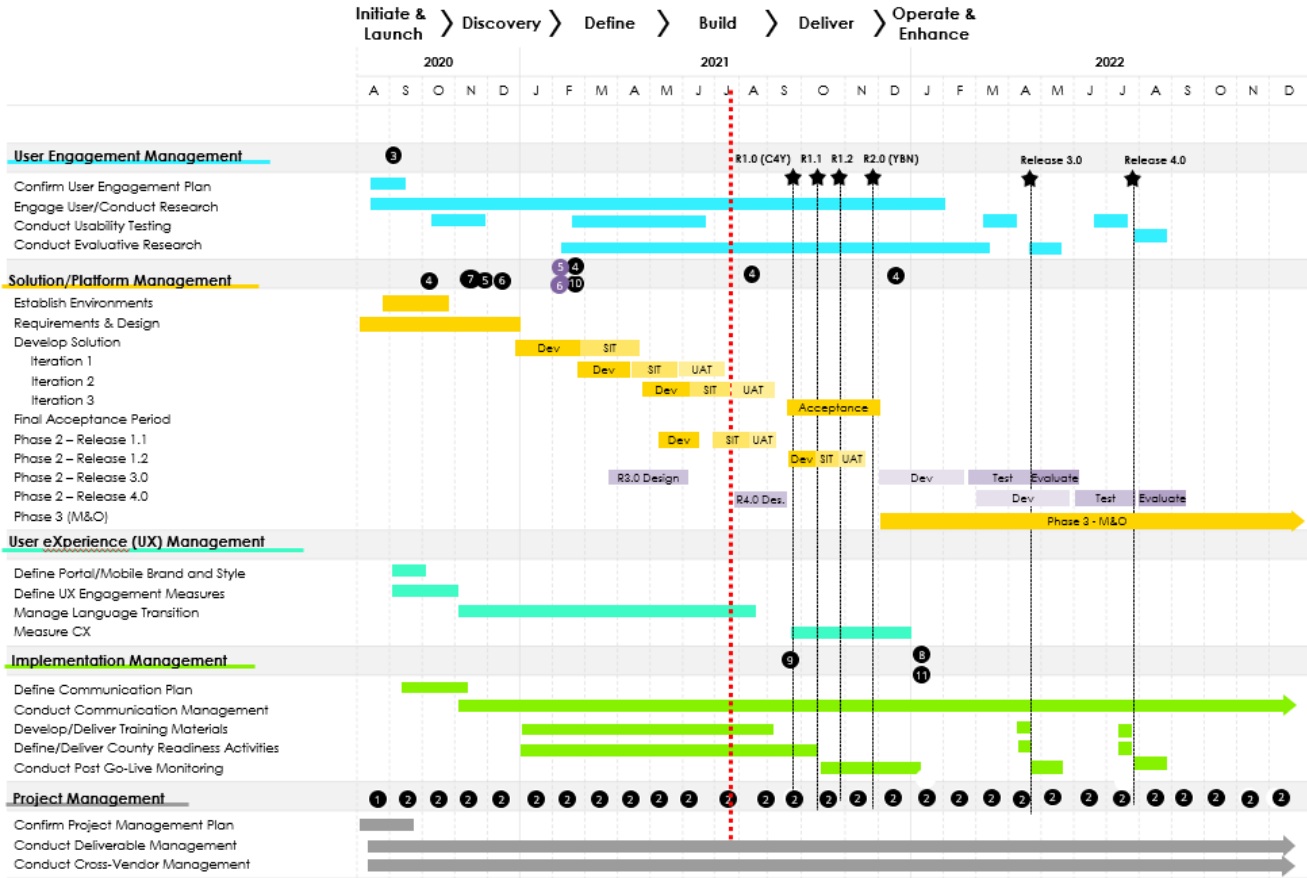 Initiate & Launch > Discovery > Define > Build > Deliver > Operate & Enhance
2020 2021 2022
A S O N D J F M A M J J A S O N D J F M A M J J A S O N D
User Engagement Management 3
R1.0 (C4Y) R1.1 R1.2 R2.0 (YBN) Release 3.0 Release 4.0
Confirm User Engagement Plan
Engage User/Conduct Research
Conduct Usability Testing
Conduct Evaluative Research
Solution/Platform Management 4 7 5 6 5 4 6 10 4 4
Establish Environments
Requirements & Design
Develop Solution Dev SIT
Iteration 1 Dev SIT UAT
Iteration 2 Dev SIT UAT
Iteration 3 Acceptance
Final Acceptance Period
Phase 2 – Release 1.1 Dev SIT UAT
Phase 2 – Release 1.2 Dev SIT UAT
Phase 2 – Release 3.0 R3.0 Design Dev Test Evaluate
Phase 2 – Release 4.0 R4.0 Des. Dev Test Evaluate
Phase 3 (M&O) Phase 3 - M&O
User eXperience (UX) Management
Define Portal/Mobile Brand and Style
Define UX Engagement Measures
Manage Language Transition
Measure CX
Implementation Management 9 8 11
Define Communication Plan
Conduct Communication Management
Develop/Deliver Training Materials
Define/Deliver County Readiness Activities
Conduct Post Go-Live Monitoring
Project Management 1 2 2 2 2 2 2 2 2 2 2 2 2 2 2 2 2 2 2 2 2 2 2 2 2 2 2 2 2
Confirm Project Management Plan
Conduct Deliverable Management
Conduct Cross-Vendor Management